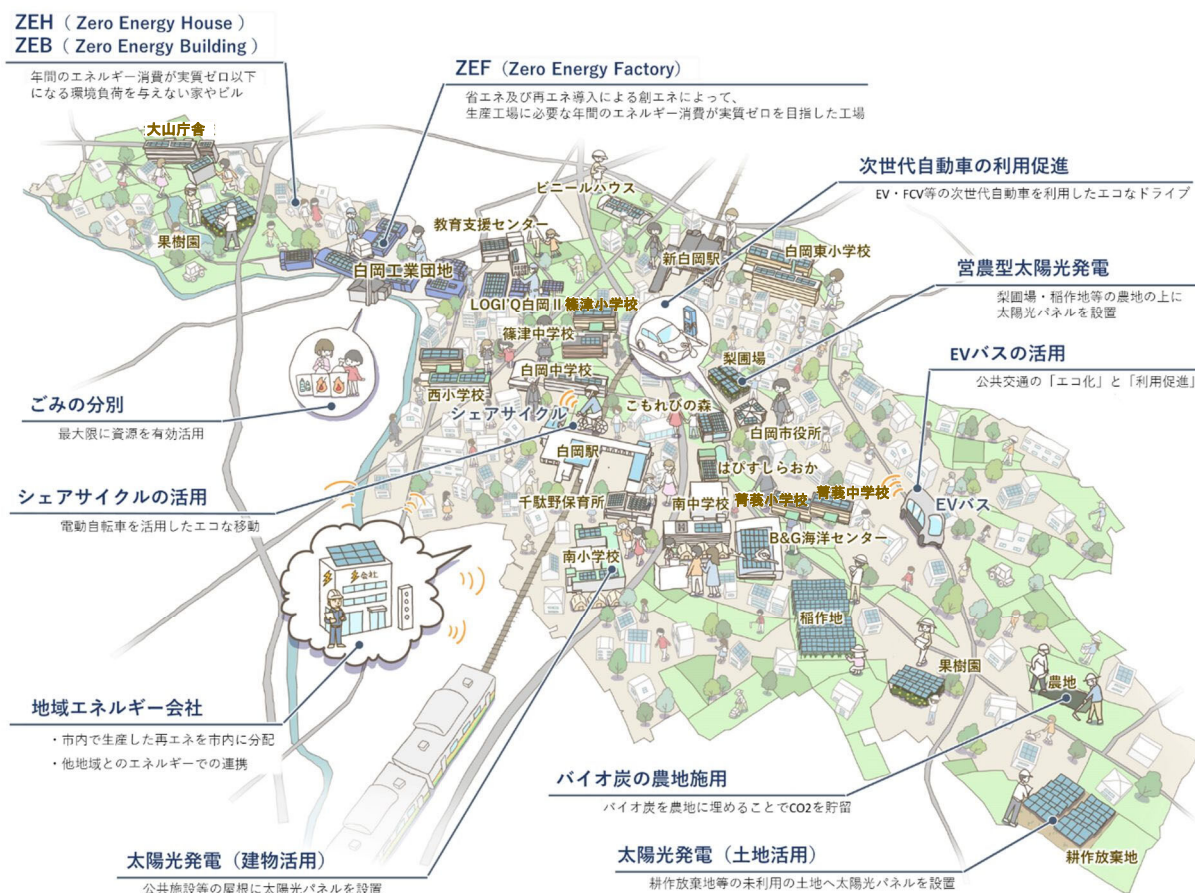 ZEH（ Zero Energy House ）
ZEB（ Zero Energy Building ）
年間のエネルギー消費が実質ゼロ以下
になる環境負荷を与えない家やビル
ZEF（Zero Energy Factory）
省エネ及び再エネ導入による創エネによって、
生産工場に必要な年間のエネルギー消費が実質ゼロを目指した工場
次世代自動車の利用促進
EV・FCV等の次世代自動車を利用したエコなドライブ
営農型太陽光発電
梨圃場・稲作地等の農地の上に
太陽光パネルを設置
EVバスの活用
公共交通の「エコ化」と「利用促進」
大山庁舎
果樹園
白岡工業団地
教育支援センター
ビニールハウス
新白岡駅
白岡東小学校
LOGI'Q白岡Ⅱ
篠津小学校
篠津中学校
白岡中学校
西小学校
シェアサイクル
梨圃場
こもれびの森
白岡市役所
白岡駅
はぴすしらおか
千駄野保育所
南中学校
菁莪小学校
菁莪中学校
EVバス
B&G海洋センター
南小学校
稲作地
果樹園
農地
耕作放棄地
ごみの分別
最大限に資源を有効活用
シェアサイクルの活用
電動自転車を活用したエコな移動
会社
地域エネルギー会社
・市内で生産した再エネを市内に分配
・他地域とのエネルギーでの連携
バイオ炭の農地施用
バイオ炭を農地に埋めることでCO2を貯留
太陽光発電（建物活用）
公共施設等の屋根に太陽光パネルを設置
太陽光発電（土地活用）
耕作放棄地等の未利用の土地へ太陽光パネルを設置